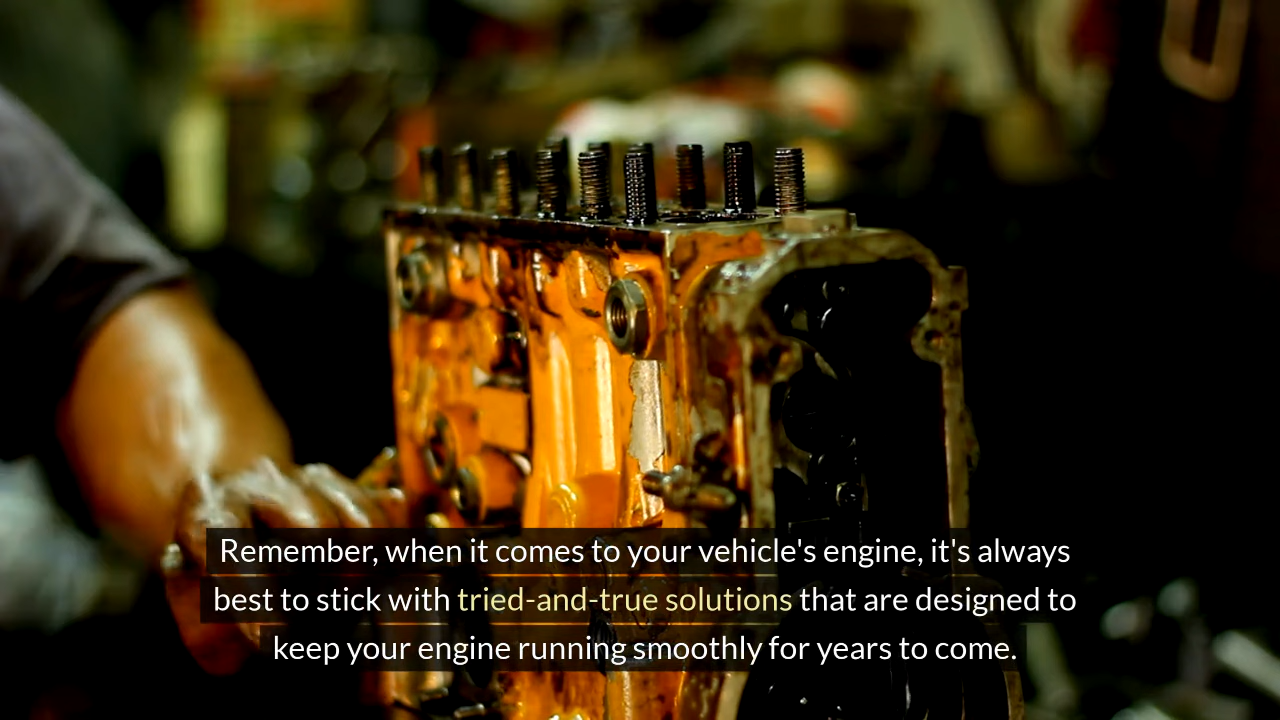 Remember, when it comes to your vehicle's engine, it's always
best to stick with tried-and-true solutions that are designed to
keep your engine running smoothly for years to come.